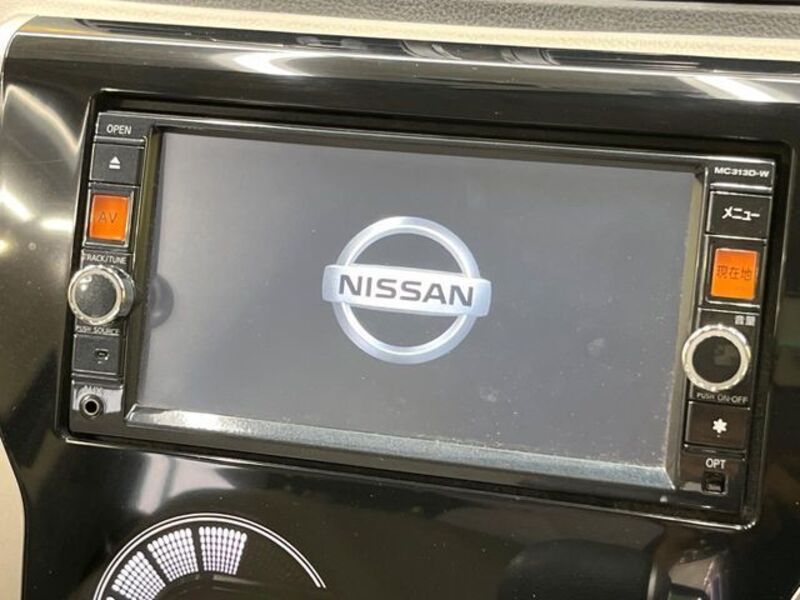 OPEN
AV
TRACK/TUNE
PUSH SOURCE
AUX
NISSAN
MC313D-W
メニュー
現在地
音量
PUSH ON-OFF
OPT